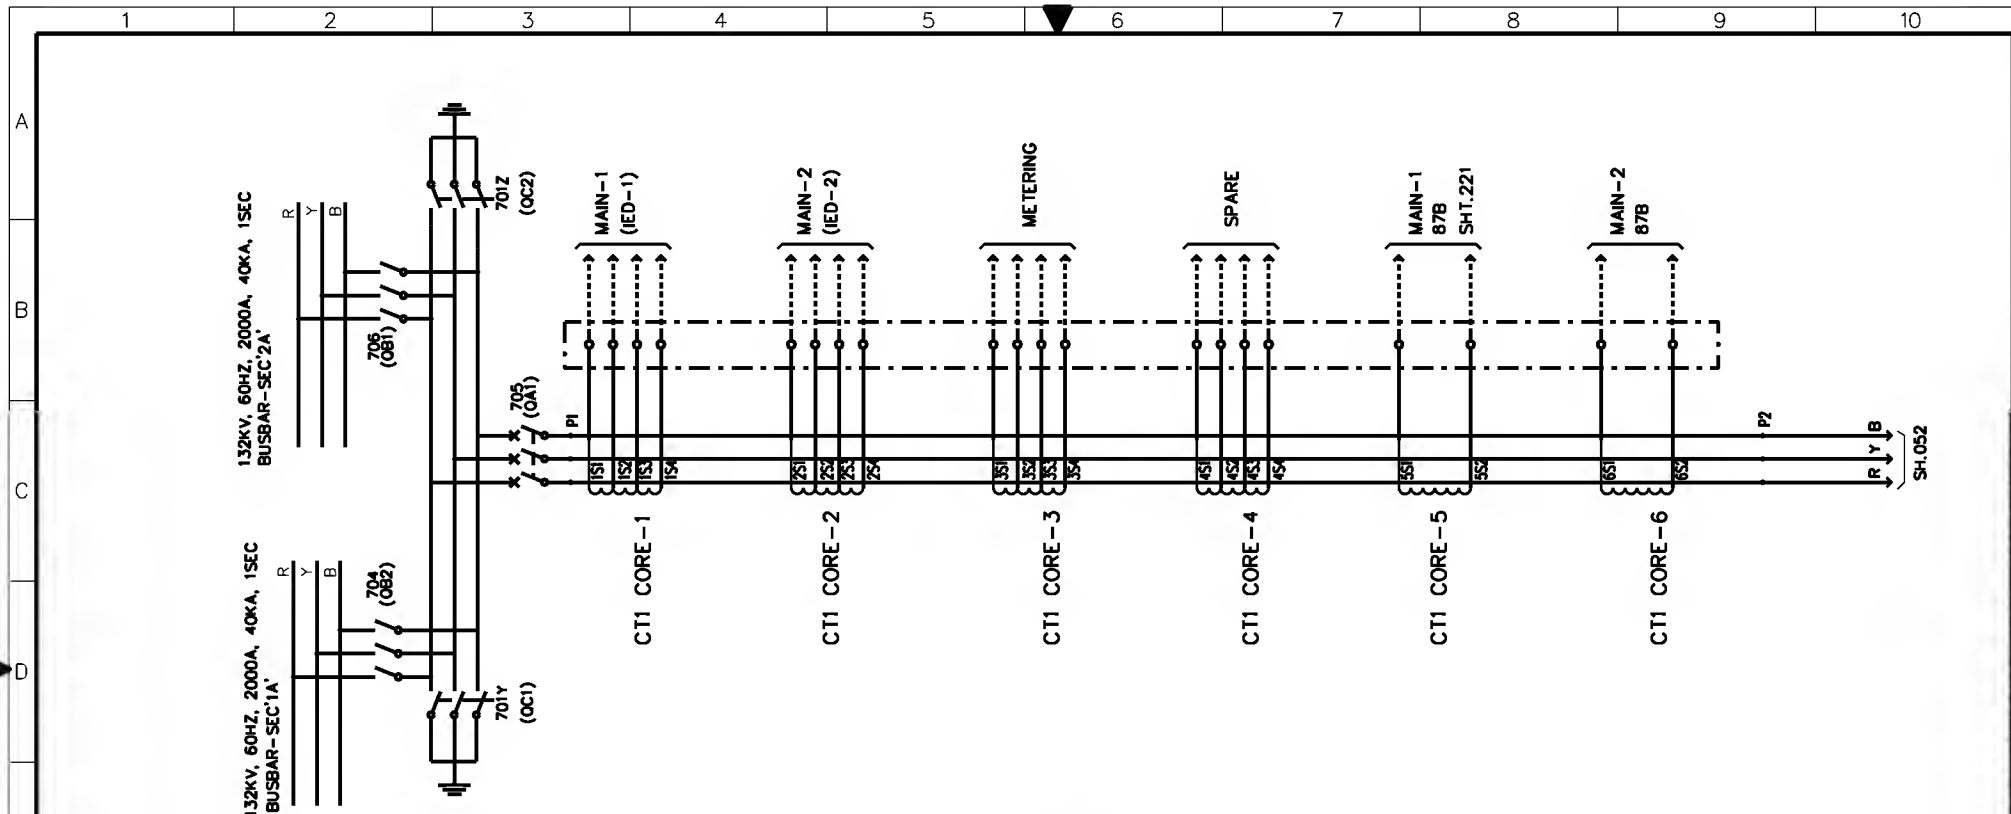 1 2 3 4 5 6 7 8 9 10
A
B
C
D
132KV, 60HZ, 2000A, 40KA, 1SEC
BUSBAR-SEC'2A'
R
Y
B
706
(QB1)
701Z
(QC2)
705
(QA1)
P1
132KV, 60HZ, 2000A, 40KA, 1SEC
BUSBAR-SEC'1A'
R
Y
B
704
(QB2)
701Y
(QC1)
MAIN-1
(IED-1)
MAIN-2
(IED-2)
METERING
SPARE
MAIN-1
87B
SHT.221
MAIN-2
87B
1S1
1S2
1S3
1S4
2S1
2S2
2S3
2S4
3S1
3S2
3S3
3S4
4S1
4S2
4S3
4S4
5S1
5S2
6S1
6S2
P2
R
Y
B
SH.052
CT1 CORE-1
CT1 CORE-2
CT1 CORE-3
CT1 CORE-4
CT1 CORE-5
CT1 CORE-6